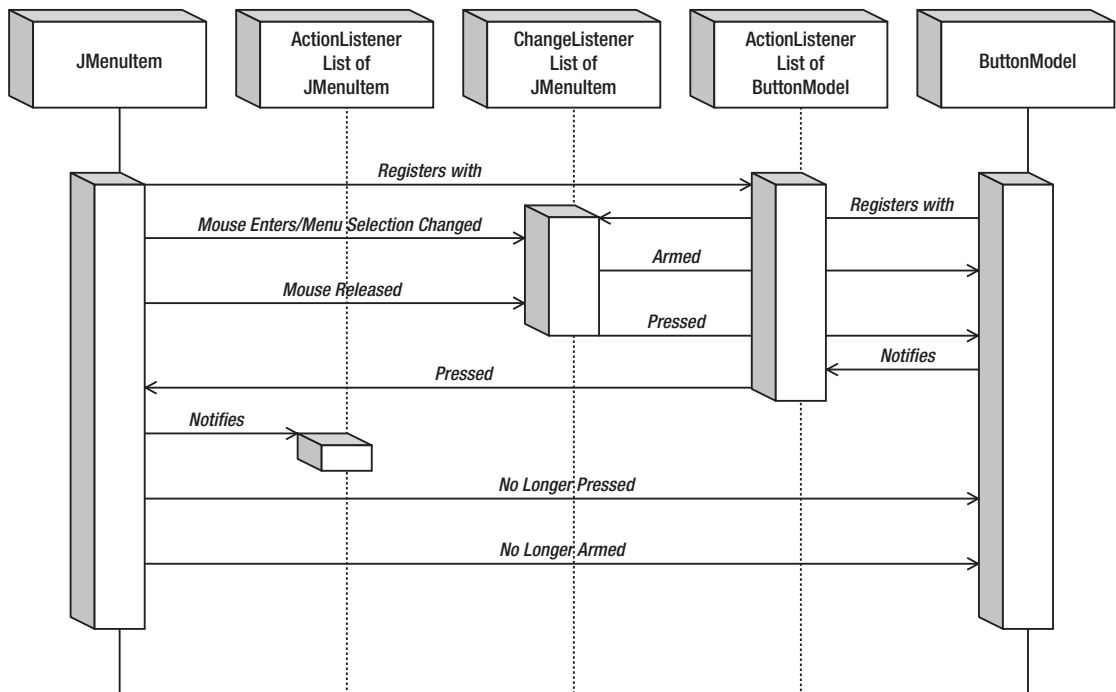 JMenuItem
ActionListener
List of
JMenuItem
ChangeListener
List of
JMenuItem
ActionListener
List of
ButtonModel
ButtonModel
Registers with
Registers with
Mouse Enters/Menu Selection Changed
Armed
Mouse Released
Pressed
Notifies
Pressed
Notifies
No Longer Pressed
No Longer Armed